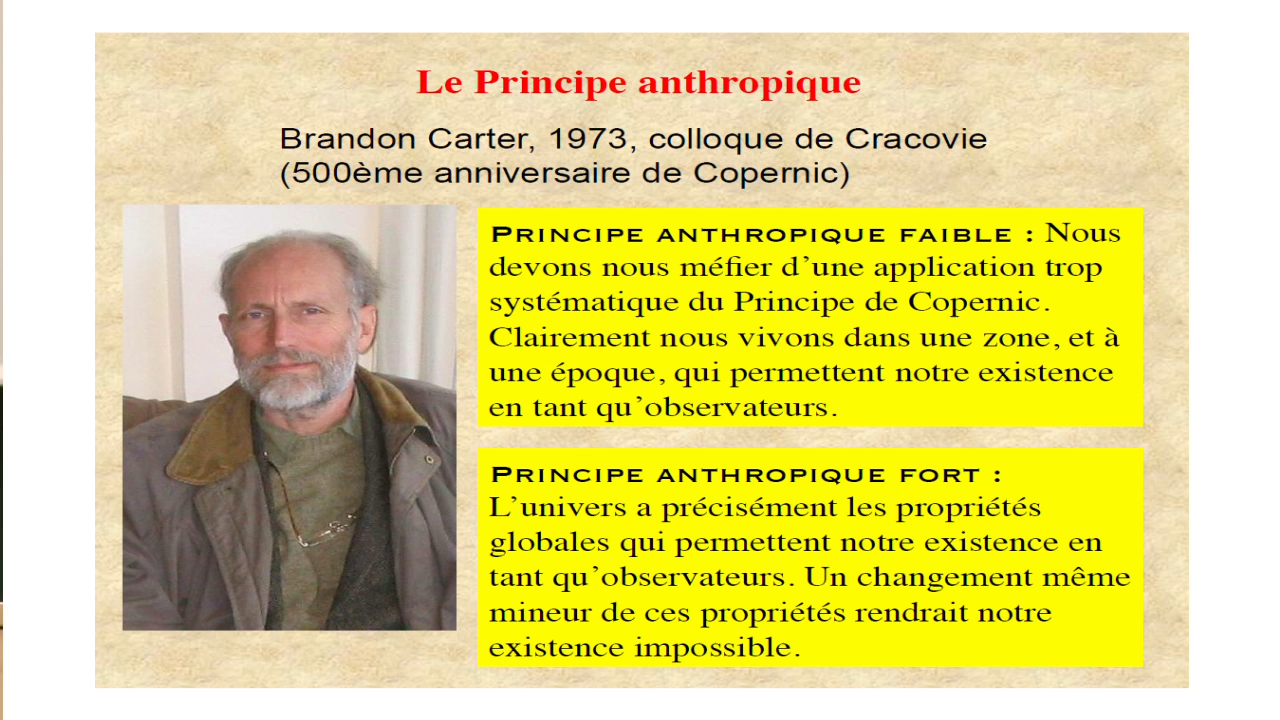 Le Principe anthropique
Brandon Carter, 1973, colloque de Cracovie
(500ème anniversaire de Copernic)
PRINCIPE ANTHROPIQUE FAIBLE : Nous
devons nous méfier d'une application trop
systématique du Principe de Copernic.
Clairement nous vivons dans une zone, et à
une époque, qui permettent notre existence
en tant qu'observateurs.
PRINCIPE ANTHROPIQUE FORT :
L'univers a précisément les propriétés
globales qui permettent notre existence en
tant qu'observateurs. Un changement même
mineur de ces propriétés rendrait notre
existence impossible.